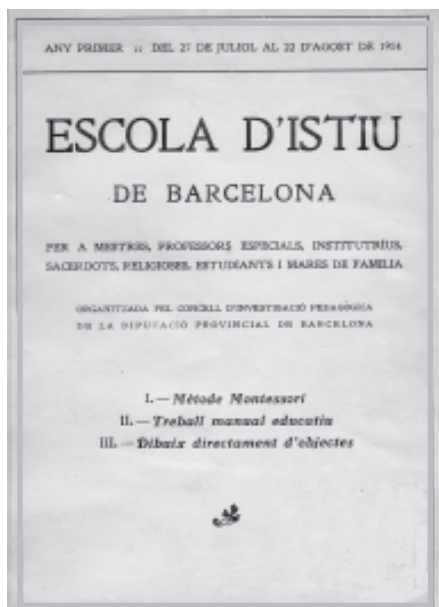 ANY PRIMER :: DEL 27 DE JULIOL AL 22 D'AGOST DE 1914
ESCOLA D'ISTIU
DE BARCELONA
PER A MESTRES, PROFESSORS ESPECIALS, INSTITUTRIUS,
SACERDOTS, RELIGIOSES, ESTUDIANTS I MARES DE FAMILIA
ORGANITZADA PEL CONCELL D'INVESTIGACIÓ PEDAGÒGICA
DE LA DIPUTACIÓ PROVINCIAL DE BARCELONA
I.—Mètode Montessori
II.—Treball manual educatiu
III.—Dibuix directament d'objectes